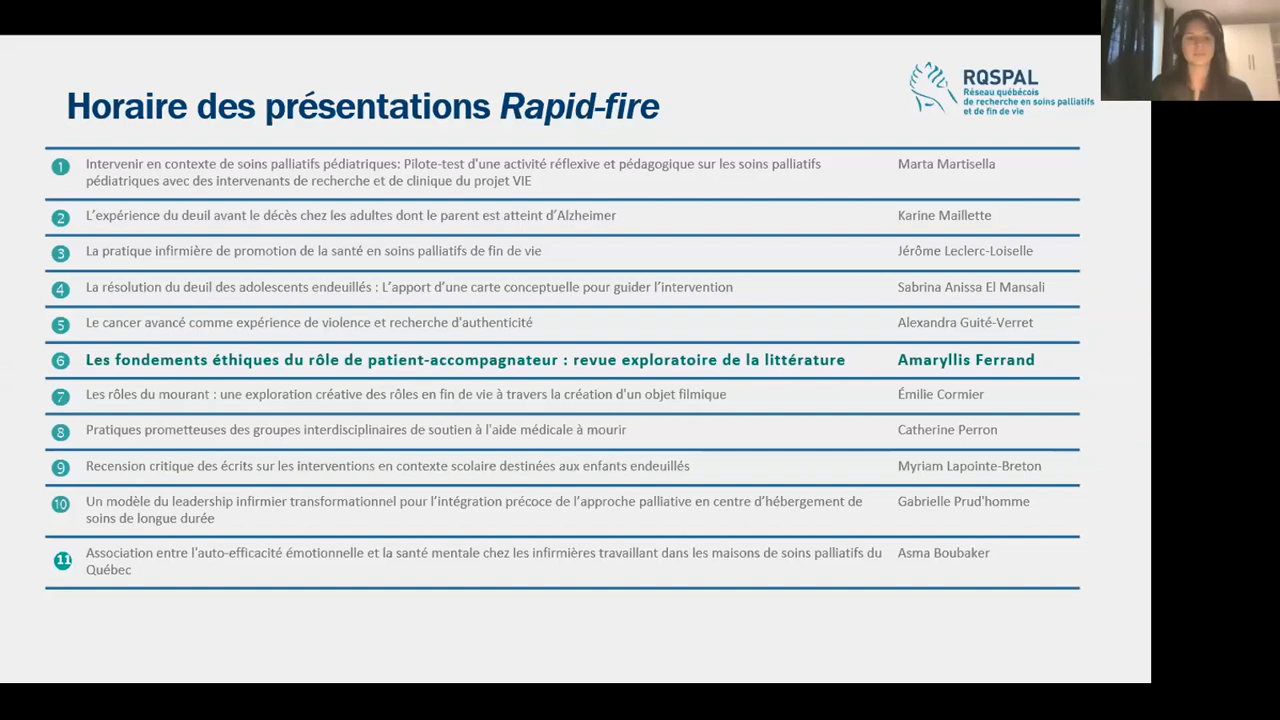 RQSPAL
Réseau québécois
de recherche en soins palliatifs
et de fin de vie
Horaire des présentations Rapid-fire
1 Intervenir en contexte de soins palliatifs pédiatriques: Pilote-test d'une activité réflexive et pédagogique sur les soins palliatifs Marta Martisella
pédiatriques avec des intervenants de recherche et de clinique du projet VIE
2 L’expérience du deuil avant le décès chez les adultes dont le parent est atteint d’Alzheimer Karine Maillette
3 La pratique infirmière de promotion de la santé en soins palliatifs de fin de vie Jérôme Leclerc-Loiselle
4 La résolution du deuil des adolescents endeuillés : L’apport d’une carte conceptuelle pour guider l’intervention Sabrina Anissa El Mansali
5 Le cancer avancé comme expérience de violence et recherche d’authenticité Alexandra Guité-Verret
6 Les fondements éthiques du rôle de patient-accompagnateur : revue exploratoire de la littérature Amaryllis Ferrand
7 Les rôles du mourant : une exploration créative des rôles en fin de vie à travers la création d'un objet filmique Émilie Cormier
8 Pratiques prometteuses des groupes interdisciplinaires de soutien à l'aide médicale à mourir Catherine Perron
9 Recension critique des écrits sur les interventions en contexte scolaire destinées aux enfants endeuillés Myriam Lapointe-Breton
10 Un modèle du leadership infirmier transformationnel pour l’intégration précoce de l’approche palliative en centre d’hébergement de Gabrielle Prud'homme
soins de longue durée
11 Association entre l'auto-efficacité émotionnelle et la santé mentale chez les infirmières travaillant dans les maisons de soins palliatifs du Asma Boubaker
Québec